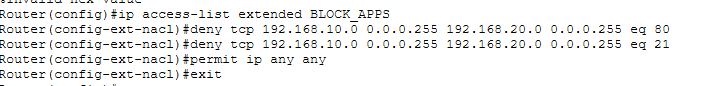 Router(config)#ip access-list extended BLOCK_APPS
Router(config-ext-nacl)#deny tcp 192.168.10.0 0.0.0.255 192.168.20.0 0.0.0.255 eq 80
Router(config-ext-nacl)#deny tcp 192.168.10.0 0.0.0.255 192.168.20.0 0.0.0.255 eq 21
Router(config-ext-nacl)#permit ip any any
Router(config-ext-nacl)#exit